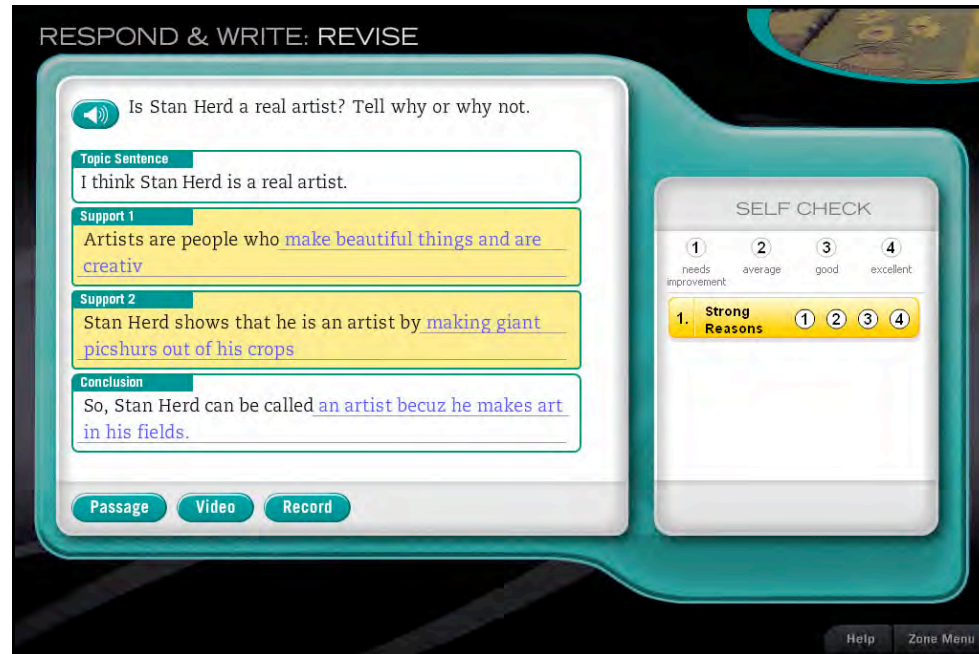 RESPOND & WRITE: REVISE
Is Stan Herd a real artist? Tell why or why not.
Topic Sentence
I think Stan Herd is a real artist.
Support 1
Artists are people who make beautiful things and are
creativ
Support 2
Stan Herd shows that he is an artist by making giant
picshurs out of his crops
Conclusion
So, Stan Herd can be called an artist becuz he makes art
in his fields.
Passage Video Record
SELF CHECK
1 2 3 4
needs average good excellent
improvement
1. Strong 1 2 3 4
Reasons
Help Zone Menu